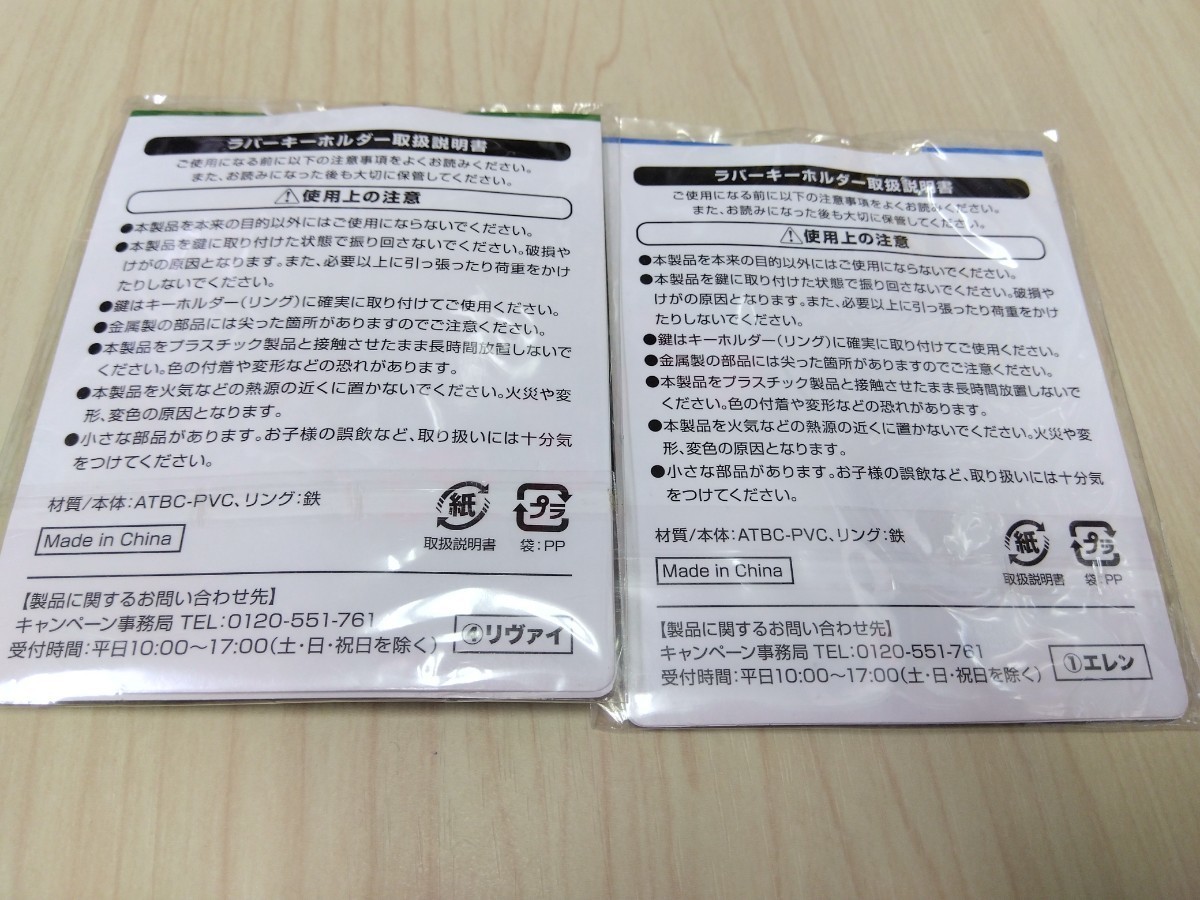 ラバーキーホルダー取扱説明書
ご使用になる前に以下の注意事項をよくお読みください。
また、お読みになった後も大切に保管してください。
使用上の注意
●本製品を本来の目的以外にはご使用にならないでください。
●本製品を鍵に取り付けた状態で振り回さないでください。破損や
けがの原因となります。また、必要以上に引っ張ったり荷重をかけ
たりしないでください。
●鍵はキーホルダー(リング)に確実に取り付けてご使用ください。
●金属製の部品には尖った箇所がありますのでご注意ください。
●本製品をプラスチック製品と接触させたまま長時間放置しないで
ください。色の付着や変形などの恐れがあります。
●本製品を火気などの熱源の近くに置かないでください。火災や変
形、変色の原因となります。
●小さな部品があります。お子様の誤飲など、取り扱いには十分気
をつけてください。
材質/本体:ATBC-PVC、リング:鉄
紙
プラ
取扱説明書
袋:PP
Made in China
【製品に関するお問い合わせ先】
キャンペーン事務局 TEL:0120-551-761
受付時間:平日10:00〜17:00(土・日・祝日を除く)
リヴァイ
ラバーキーホルダー取扱説明書
ご使用になる前に以下の注意事項をよくお読みください。
また、お読みになった後も大切に保管してください。
使用上の注意
●本製品を本来の目的以外にはご使用にならないでください。
●本製品を鍵に取り付けた状態で振り回さないでください。破損や
けがの原因となります。また、必要以上に引っ張ったり荷重をかけ
たりしないでください。
●鍵はキーホルダー(リング)に確実に取り付けてご使用ください。
●金属製の部品には尖った箇所がありますのでご注意ください。
●本製品をプラスチック製品と接触させたまま長時間放置しないで
ください。色の付着や変形などの恐れがあります。
●本製品を火気などの熱源の近くに置かないでください。火災や変
形、変色の原因となります。
●小さな部品があります。お子様の誤飲など、取り扱いには十分気
をつけてください。
材質/本体:ATBC-PVC、リング:鉄
紙
プラ
取扱説明書
袋:PP
Made in China
【製品に関するお問い合わせ先】
キャンペーン事務局 TEL:0120-551-761
受付時間:平日10:00〜17:00(土・日・祝日を除く)
①エレン